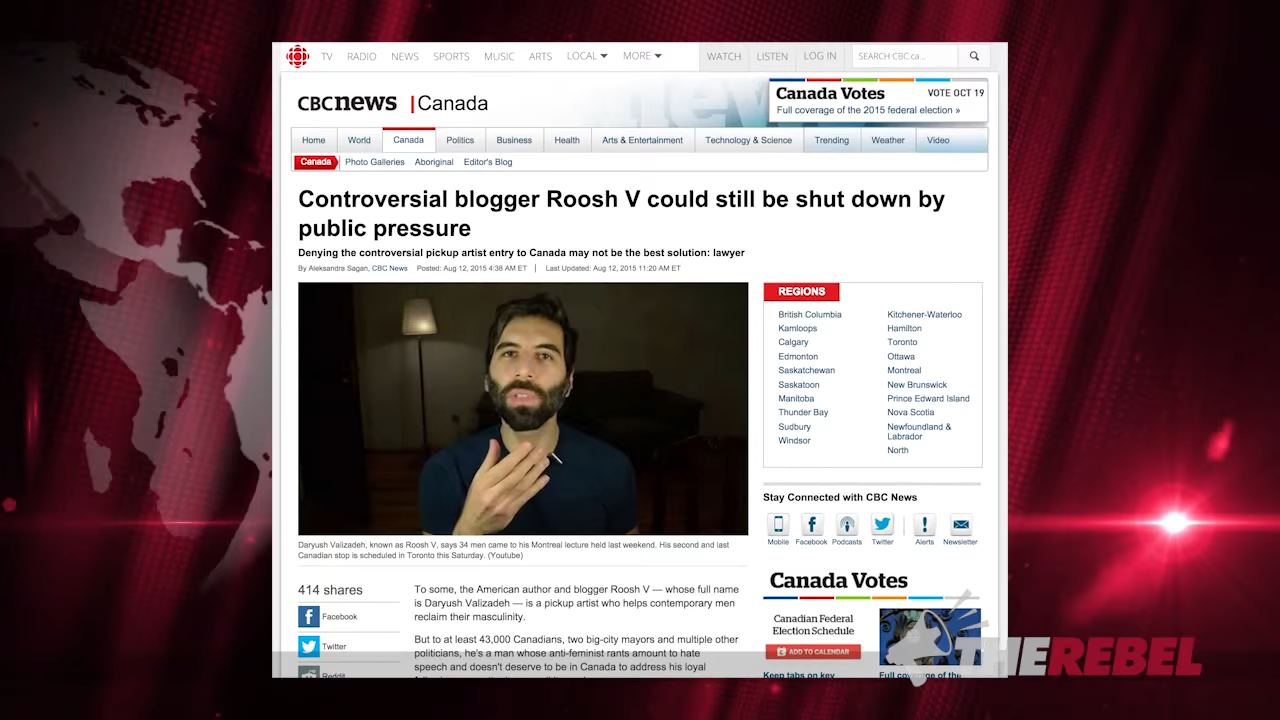 TV RADIO NEWS SPORTS MUSIC ARTS LOCAL MORE WATCH LISTEN LOG IN SEARCH CBC.ca...
CBCnews | Canada
Canada Votes VOTE OCT 19
Full coverage of the 2015 federal election »
Home World Canada Politics Business Health Arts & Entertainment Technology & Science Trending Weather Video
Canada Photo Galleries Aboriginal Editor's Blog
Controversial blogger Roosh V could still be shut down by
public pressure
Denying the controversial pickup artist entry to Canada may not be the best solution: lawyer
By Aleksandra Sagan, CBC News Posted: Aug 12, 2015 4:38 AM ET | Last Updated: Aug 12, 2015 11:20 AM ET
Daryush Valizadeh, known as Roosh V, says 34 men came to his Montreal lecture held last weekend. His second and last
Canadian stop is scheduled in Toronto this Saturday. (Youtube)
414 shares
Facebook
Twitter
Reddit
To some, the American author and blogger Roosh V — whose full name
is Daryush Valizadeh — is a pickup artist who helps contemporary men
reclaim their masculinity.
But to at least 43,000 Canadians, two big-city mayors and multiple other
politicians, he's a man whose anti-feminist rants amount to hate
speech and doesn't deserve to be in Canada to address his loyal
REGIONS
British Columbia
Kamloops
Calgary
Edmonton
Saskatchewan
Saskatoon
Manitoba
Thunder Bay
Sudbury
Windsor
Kitchener-Waterloo
Hamilton
Toronto
Ottawa
Montreal
New Brunswick
Prince Edward Island
Nova Scotia
Newfoundland &
Labrador
North
Stay Connected with CBC News
Mobile Facebook Podcasts Twitter Alerts Newsletter
Canada Votes
Canadian Federal
Election Schedule
ADD TO CALENDAR
Keep tabs on key
Full coverage of the
THEREBEL